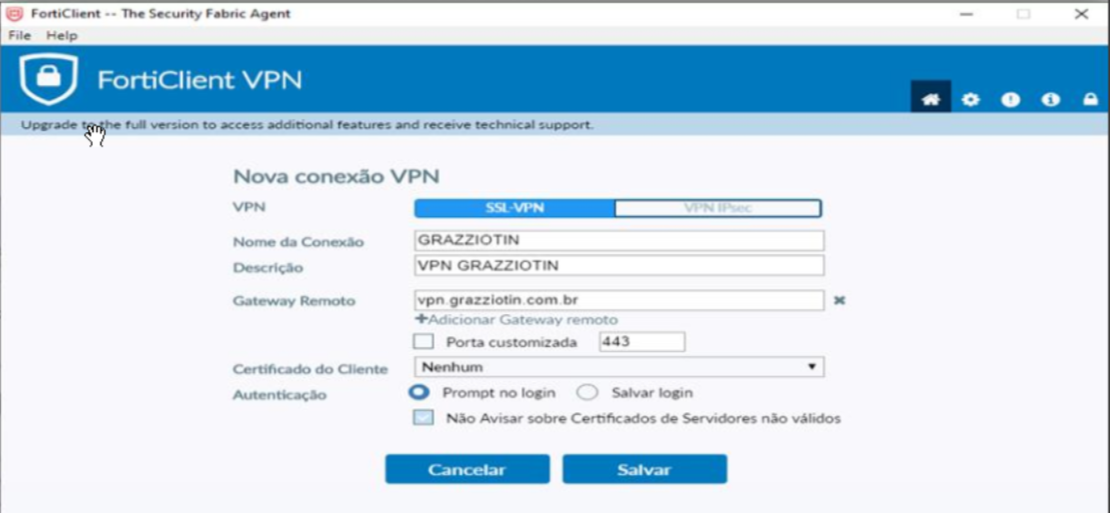 FortiClient -- The Security Fabric Agent
File Help
FortiClient VPN
Upgrade to the full version to access additional features and receive technical support.
Nova conexão VPN
VPN SSL-VPN VPN IPsec
Nome da Conexão GRAZZIOTIN
Descrição VPN GRAZZIOTIN
Gateway Remoto vpn.grazziotin.com.br
+Adicionar Gateway remoto
Porta customizada 443
Certificado do Cliente Nenhum
Autenticação Prompt no login Salvar login
Não Avisar sobre Certificados de Servidores não válidos
Cancelar Salvar